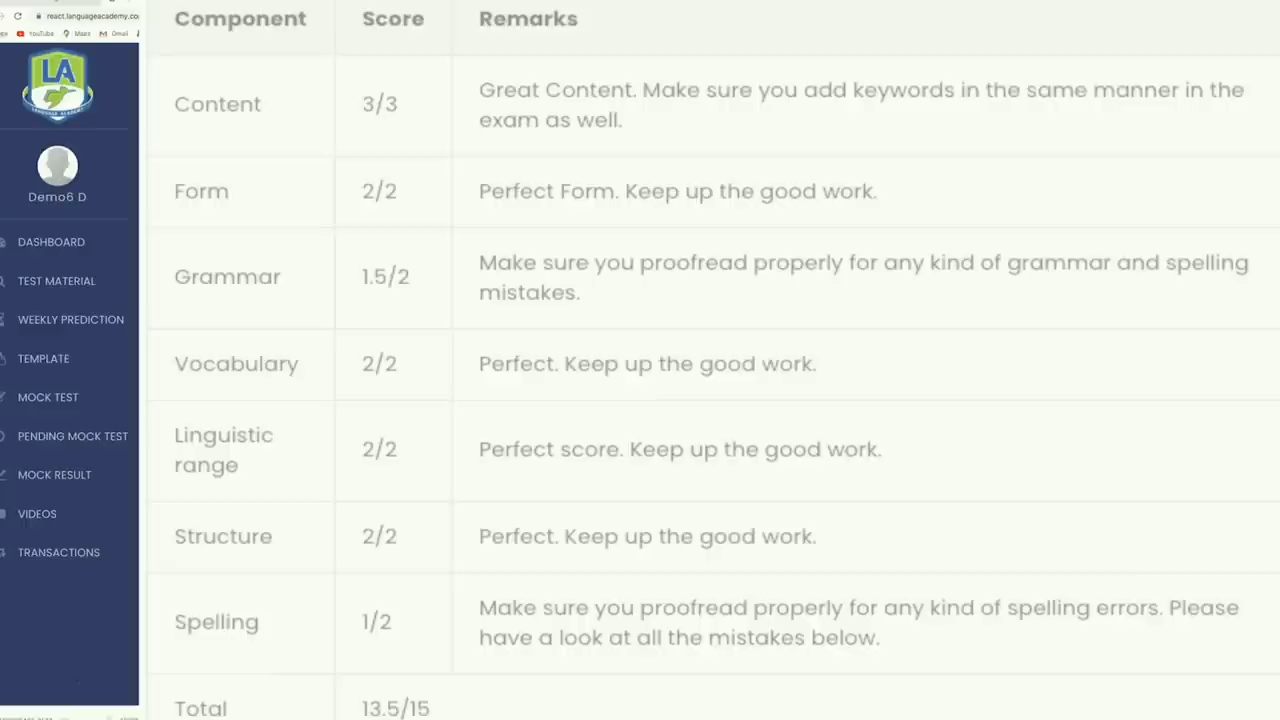 react.languageacademy.co
YouTube
Maps
Gmail
LA
LANGUAGE ACADEMY
Demo6 D
DASHBOARD
TEST MATERIAL
WEEKLY PREDICTION
TEMPLATE
MOCK TEST
PENDING MOCK TEST
MOCK RESULT
VIDEOS
TRANSACTIONS
Component Score Remarks
Content 3/3 Great Content. Make sure you add keywords in the same manner in the
exam as well.
Form 2/2 Perfect Form. Keep up the good work.
Grammar 1.5/2 Make sure you proofread properly for any kind of grammar and spelling
mistakes.
Vocabulary 2/2 Perfect. Keep up the good work.
Linguistic
range 2/2 Perfect score. Keep up the good work.
Structure 2/2 Perfect. Keep up the good work.
Spelling 1/2 Make sure you proofread properly for any kind of spelling errors. Please
have a look at all the mistakes below.
Total 13.5/15